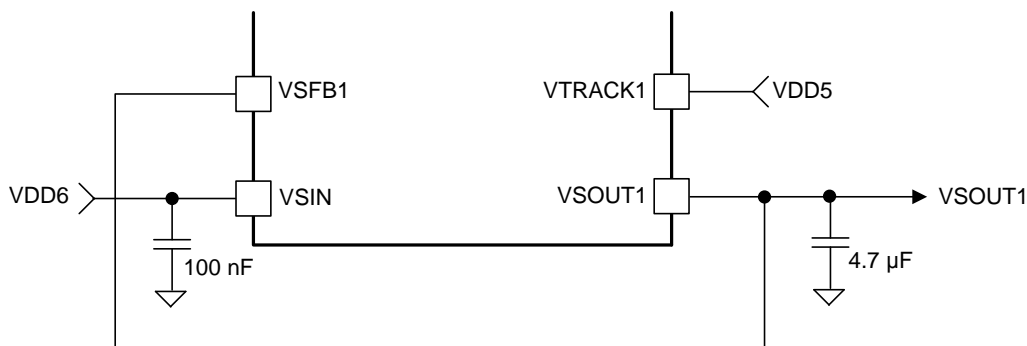 VSFB1
VTRACK1
VDD5
VDD6
VSIN
VSOUT1
VSOUT1
100 nF
4.7 µF